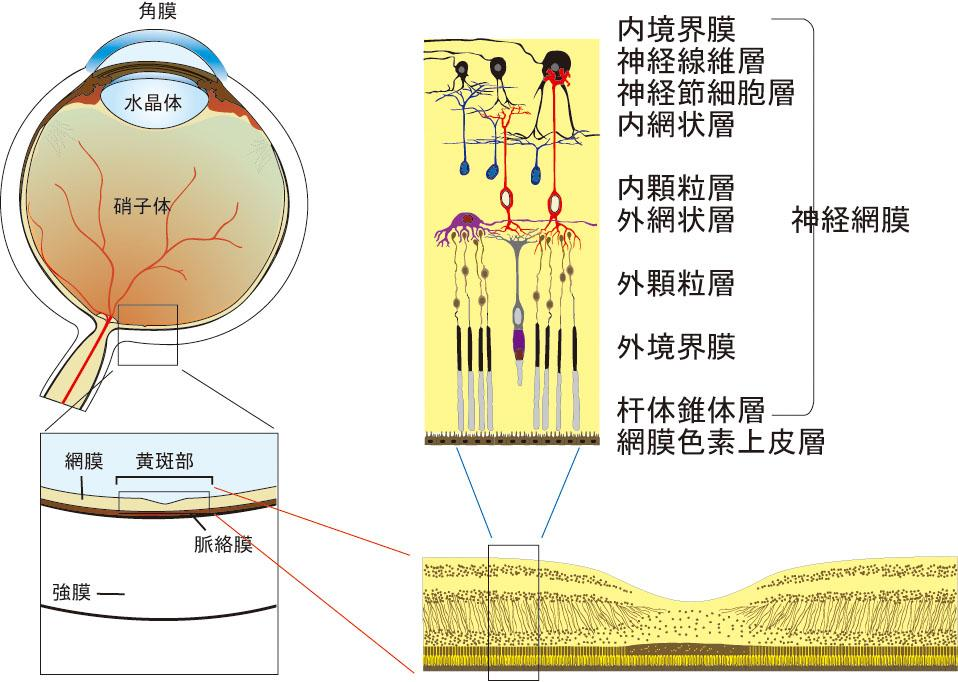 角膜
水晶体
硝子体
網膜
黄斑部
脈絡膜
強膜
内境界膜
神経線維層
神経節細胞層
内網状層
内顆粒層
外網状層
外顆粒層
外境界膜
杆体錐体層
網膜色素上皮層
神経網膜